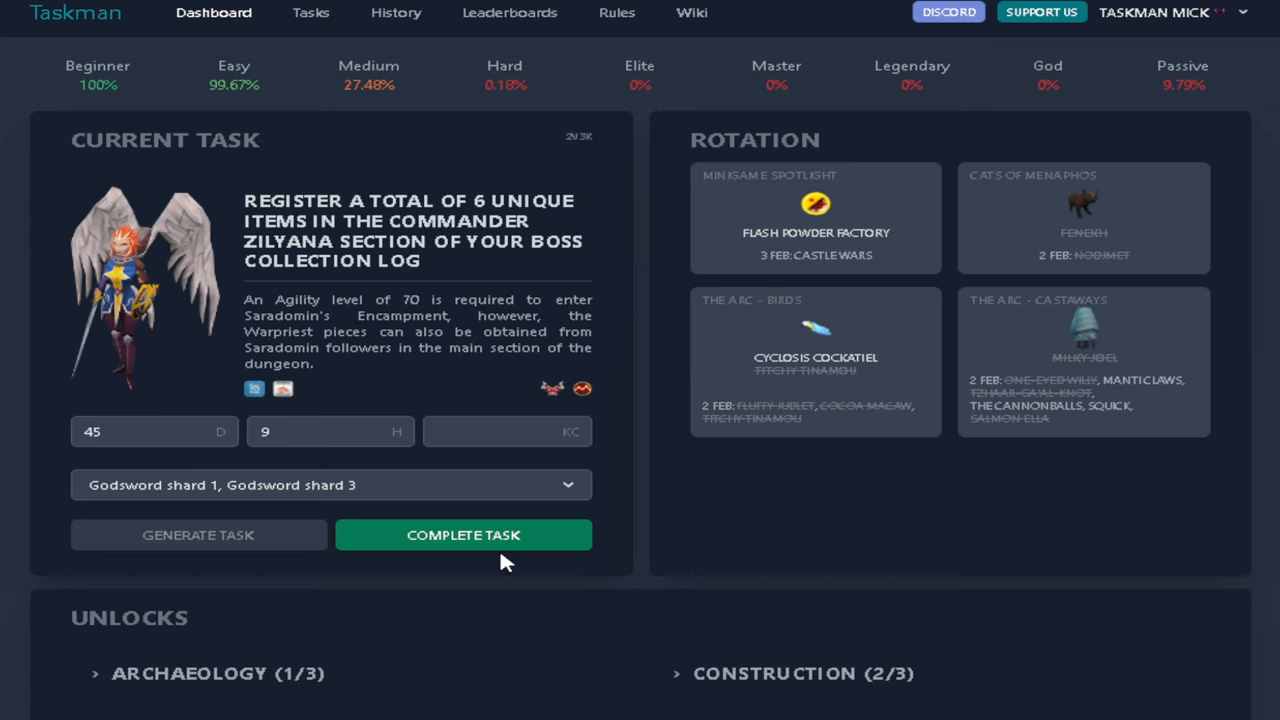 Taskman
Dashboard Tasks History Leaderboards Rules Wiki DISCORD SUPPORT US TASKMAN MICK
Beginner Easy Medium Hard Elite Master Legendary God Passive
100% 99.67% 27.48% 0.18% 0% 0% 0% 0% 9.79%
CURRENT TASK
REGISTER A TOTAL OF 6 UNIQUE
ITEMS IN THE COMMANDER
ZILYANA SECTION OF YOUR BOSS
COLLECTION LOG
An Agility level of 70 is required to enter
Saradomin's Encampment, however, the
Warpriest pieces can also be obtained from
Saradomin followers in the main section of the
dungeon.
45 D 9 H KC
Godsword shard 1, Godsword shard 3
GENERATE TASK COMPLETE TASK
ROTATION
MINIGAME SPOTLIGHT
FLASH POWDER FACTORY
3 FEB: CASTLE WARS
CATS OF MENAPHOS
FENEKH
2 FEB: NODJMET
THE ARC - BIRDS
CYCLOSIS COCKATIEL
TITCHY TINAMOU
2 FEB: FLUFFY JUBLET, COCOA MACAW,
TITCHY TINAMOU
THE ARC - CASTAWAYS
MILKY JOEL
2 FEB: ONE-EYED WILLY, MANTICLAWS,
TZHAAR-GA'AL-KNOT,
THE CANNONBALLS, SQUICK,
SALMON ELLA
UNLOCKS
ARCHAEOLOGY (1/3) CONSTRUCTION (2/3)